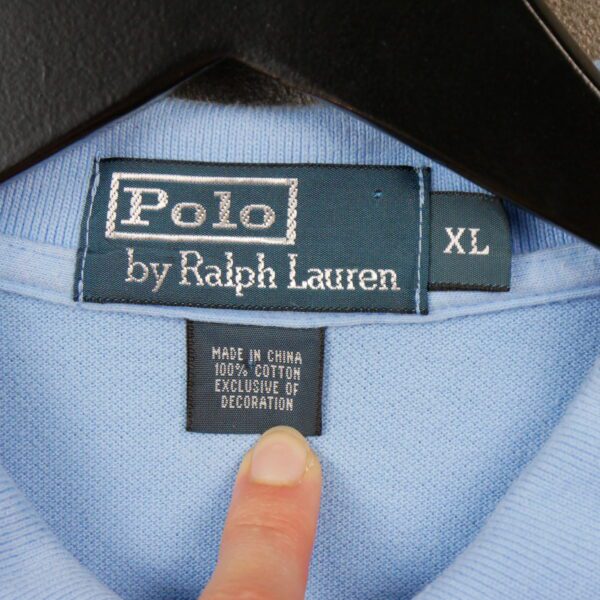 Polo
by Ralph Lauren
XL
MADE IN CHINA
100% COTTON
EXCLUSIVE OF
DECORATION